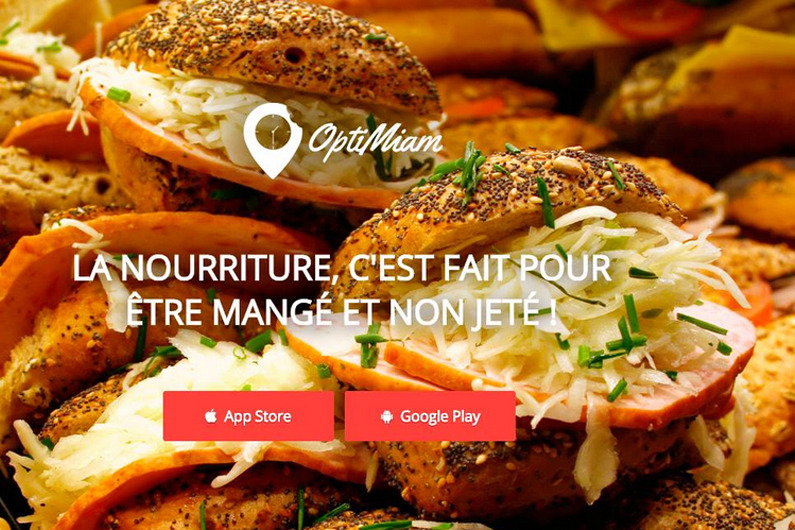 OptiMiam
LA NOURRITURE, C'EST FAIT POUR
ÊTRE MANGÉ ET NON JETÉ !
App Store
Google Play